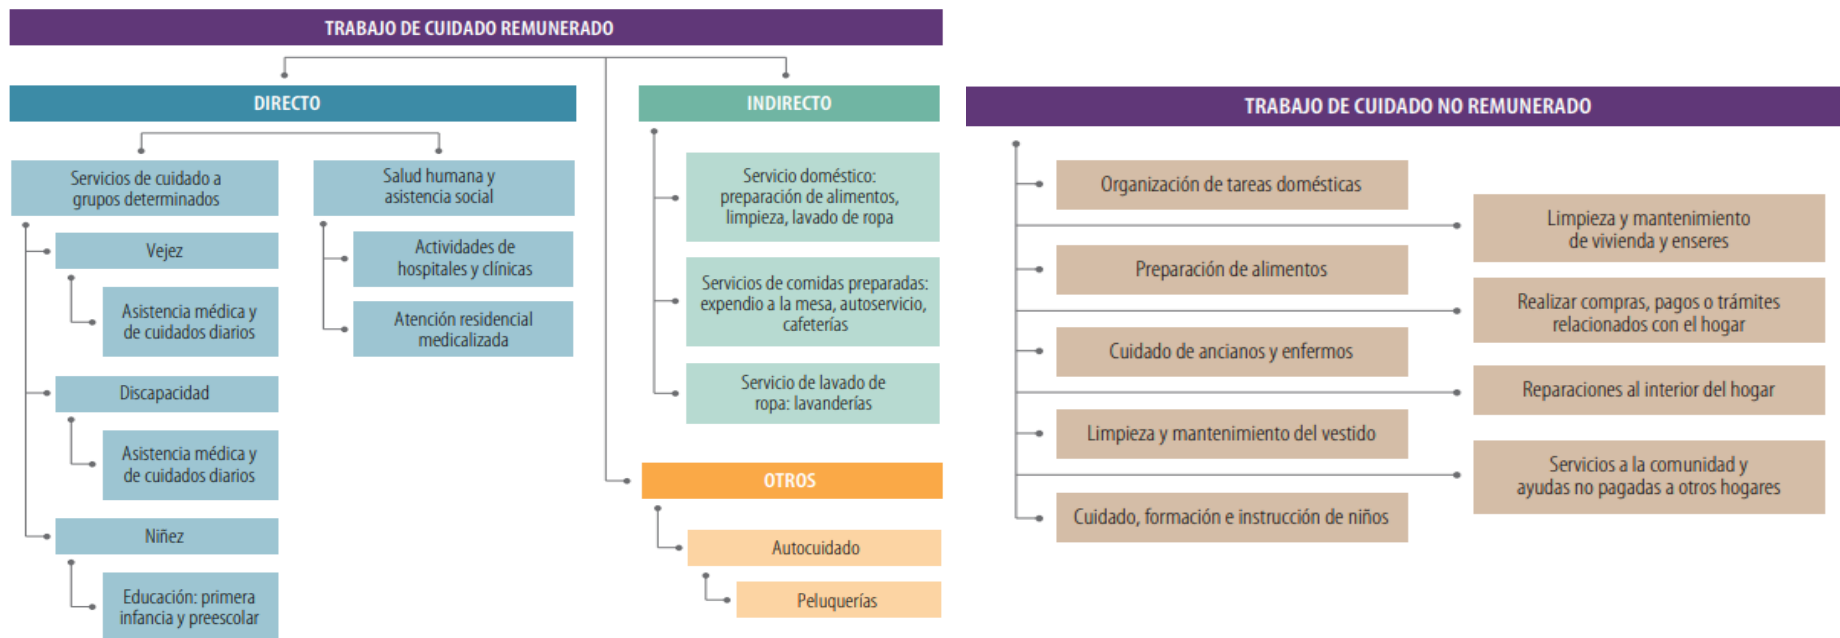 TRABAJO DE CUIDADO REMUNERADO
DIRECTO
Servicios de cuidado a
grupos determinados
Vejez
Asistencia médica y
de cuidados diarios
Discapacidad
Asistencia médica y
de cuidados diarios
Niñez
Educación: primera
infancia y preescolar
Salud humana y
asistencia social
Actividades de
hospitales y clínicas
Atención residencial
medicalizada
INDIRECTO
Servicio doméstico:
preparación de alimentos,
limpieza, lavado de ropa
Servicios de comidas preparadas:
expendio a la mesa, autoservicio,
cafeterías
Servicio de lavado de
ropa: lavanderías
OTROS
Autocuidado
Peluquerías
TRABAJO DE CUIDADO NO REMUNERADO
Organización de tareas domésticas
Limpieza y mantenimiento
de vivienda y enseres
Preparación de alimentos
Realizar compras, pagos o trámites
relacionados con el hogar
Cuidado de ancianos y enfermos
Reparaciones al interior del hogar
Limpieza y mantenimiento del vestido
Servicios a la comunidad y
ayudas no pagadas a otros hogares
Cuidado, formación e instrucción de niños